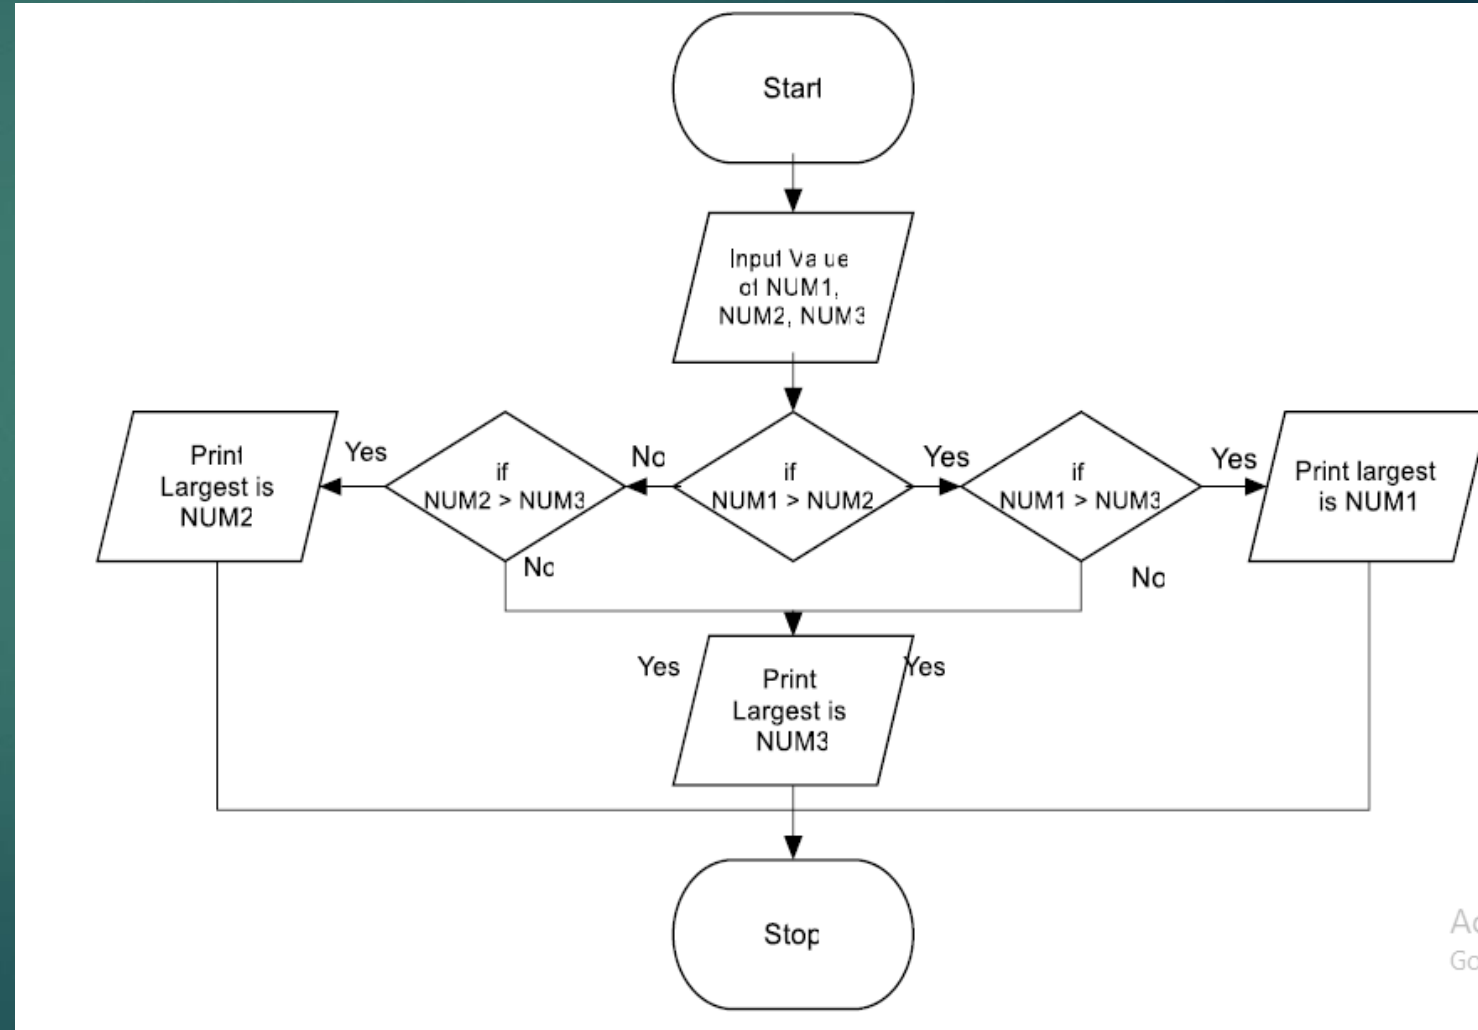 Start
Input Value
of NUM1,
NUM2, NUM3
Print
Largest is
NUM2
Yes
if
NUM2 > NUM3
No
if
NUM1 > NUM2
Yes
if
NUM1 > NUM3
Yes
Print largest
is NUM1
No
No
Yes
Print
Largest is
NUM3
Yes
Stop